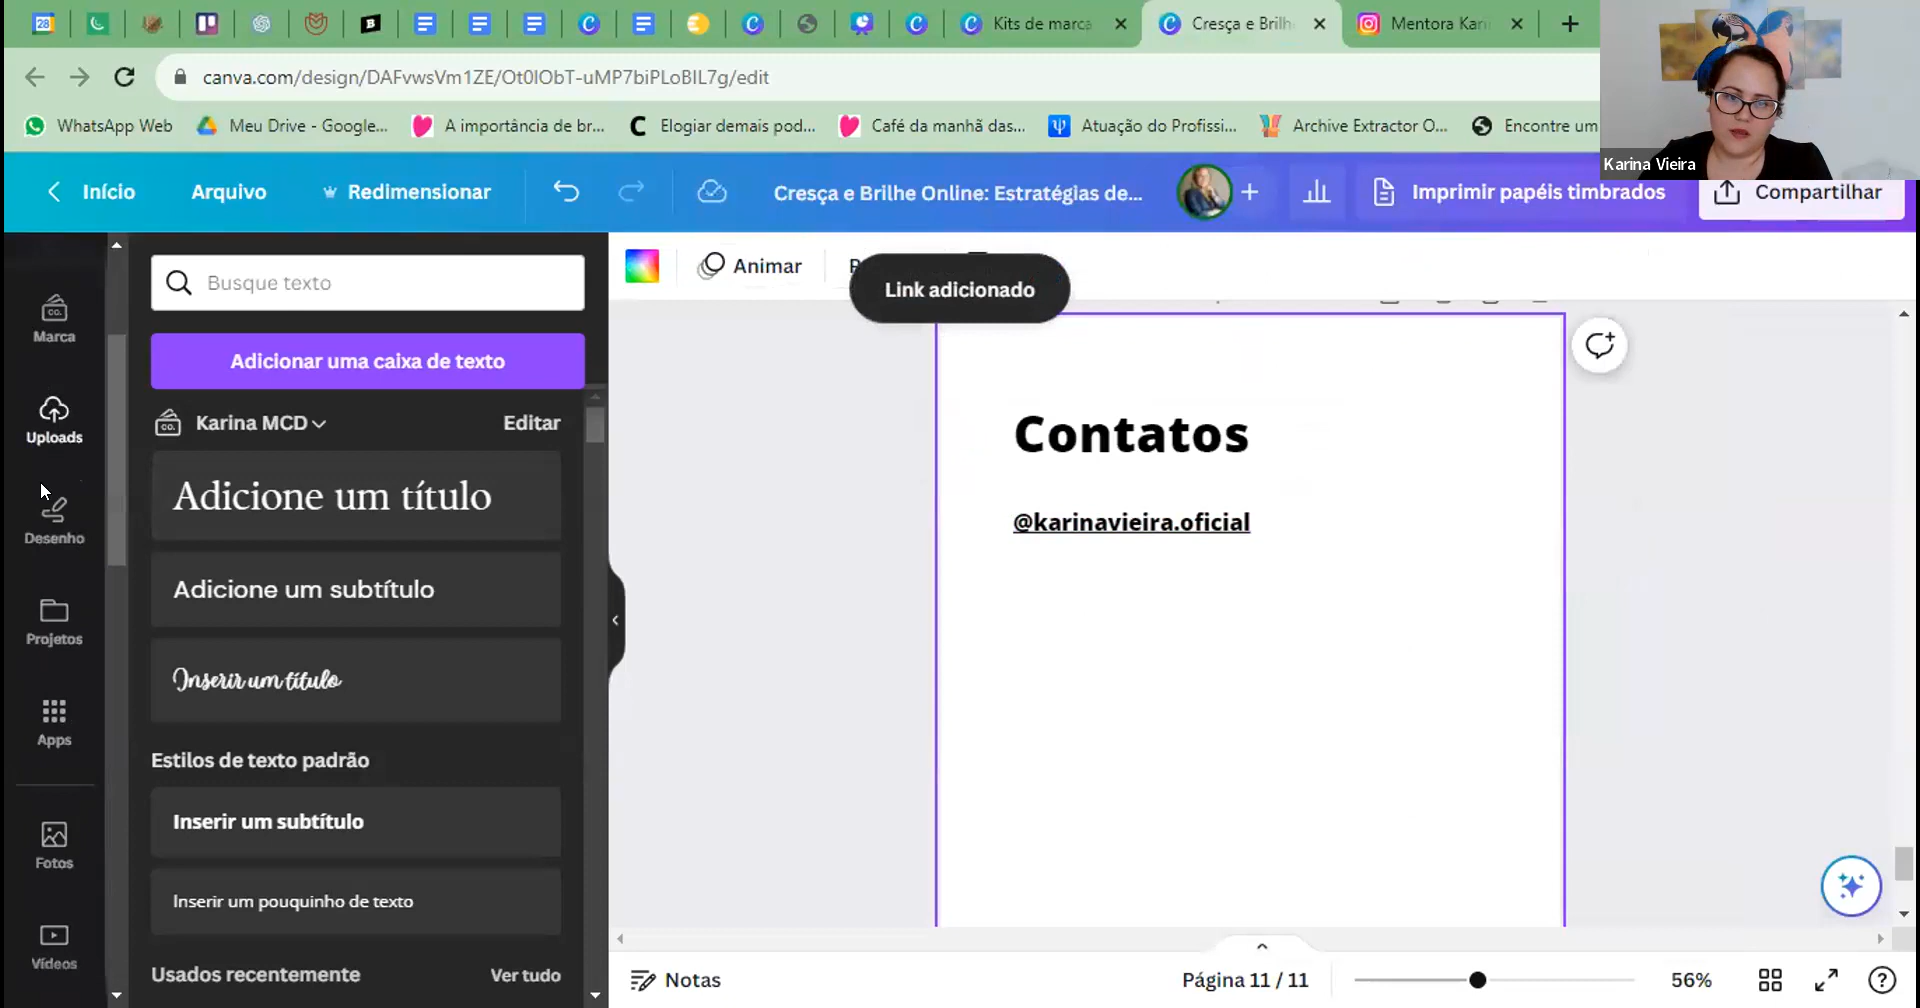 28
Kits de marca
Cresça e Brilh
Mentora Kari
canva.com/design/DAFvwsVm1ZE/Ot0lObT-uMP7biPLoBIL7g/edit
WhatsApp Web
Meu Drive - Google...
A importância de br...
Elogiar demais pod...
Café da manhã das...
Atuação do Profissi...
Archive Extractor O...
Encontre um
Karina Vieira
Início
Arquivo
Redimensionar
Cresça e Brilhe Online: Estratégias de...
Imprimir papéis timbrados
Compartilhar
Marca
Uploads
Desenho
Projetos
Apps
Fotos
Vídeos
Busque texto
Adicionar uma caixa de texto
CO.
Karina MCD
Editar
Adicione um título
Adicione um subtítulo
Inserir um título
Estilos de texto padrão
Inserir um subtítulo
Inserir um pouquinho de texto
Usados recentemente
Ver tudo
Animar
Link adicionado
Contatos
@karinavieira.oficial
Notas
Página 11 / 11
56%